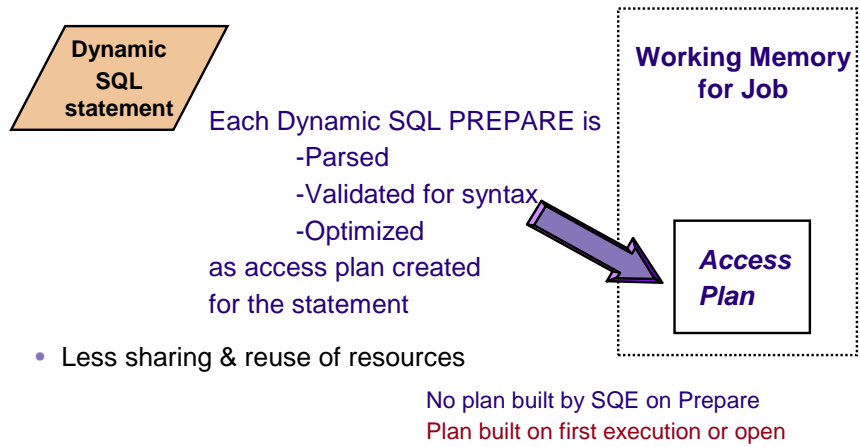 Dynamic
SQL
statement
Working Memory
for Job
Each Dynamic SQL PREPARE is
-Parsed
-Validated for syntax
-Optimized
as access plan created
for the statement
Access
Plan
• Less sharing & reuse of resources
No plan built by SQE on Prepare
Plan built on first execution or open